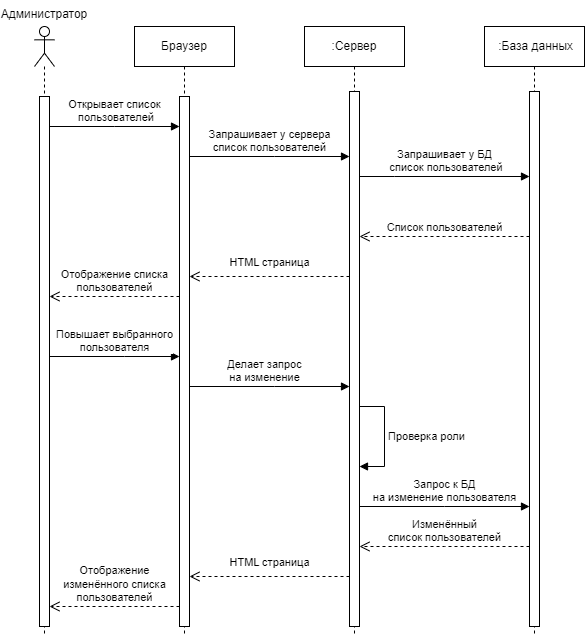 Администратор
Браузер
:Сервер
:База данных
Открывает список
пользователей
Запрашивает у сервера
список пользователей
Запрашивает у БД
список пользователей
Список пользователей
HTML страница
Отображение списка
пользователей
Повышает выбранного
пользователя
Делает запрос
на изменение
Проверка роли
Запрос к БД
на изменение пользователя
Изменённый
список пользователей
HTML страница
Отображение
изменённого списка
пользователей